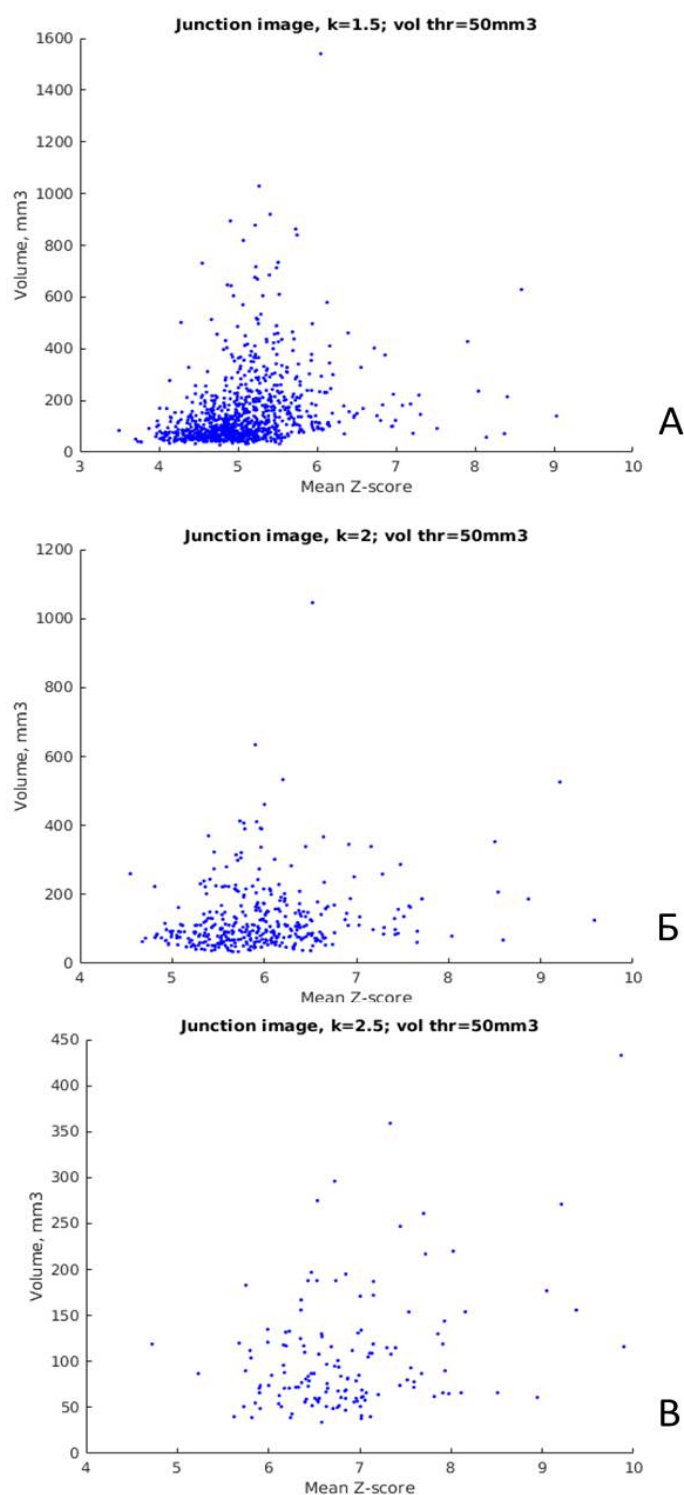 Junction image, k=1.5; vol thr=50mm3
1600
1400
1200
1000
800
600
400
200
0
Volume, mm3
3 4 5 6 7 8 9 10
Mean Z-score
А
Junction image, k=2; vol thr=50mm3
1200
1000
800
600
400
200
0
Volume, mm3
4 5 6 7 8 9 10
Mean Z-score
Б
Junction image, k=2.5; vol thr=50mm3
450
400
350
300
250
200
150
100
50
0
Volume, mm3
4 5 6 7 8 9 10
Mean Z-score
В